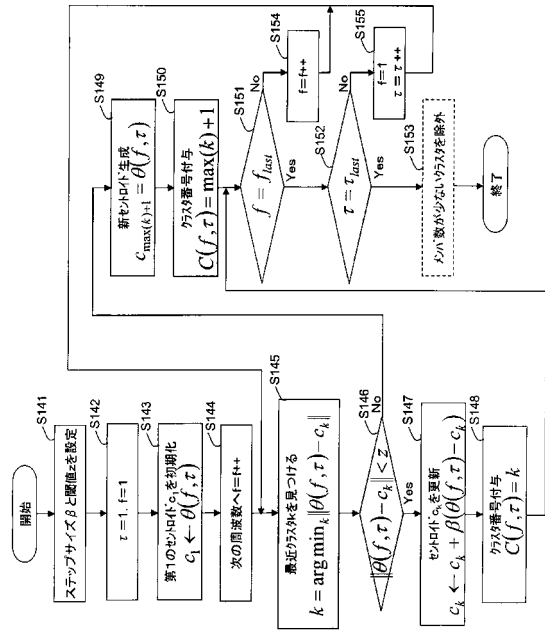 開始
S141
ステップサイズβと閾値zを設定
S142
τ=1, f=1
S143
第1のセントロイドc₁を初期化
c₁ ← θ(f,τ)
S144
次の周波数へf=f++
S145
最近クラスタkを見つける
k = arg minₖ ‖θ(f,τ) − cₖ‖
S146
‖θ(f,τ) − cₖ‖ < z
No
Yes
S147
セントロイドcₖを更新
cₖ ← cₖ + β(θ(f,τ) − cₖ)
S148
クラスタ番号付与
C(f,τ) = k
S149
新セントロイド生成
c_max(k)+1 = θ(f,τ)
S150
クラスタ番号付与
C(f,τ) = max(k)+1
S151
f = f_last
No
Yes
S154
f=f++
S152
τ = τ_last
No
Yes
S155
f=1
τ=τ++
S153
メンバ数が少ないクラスタを除外
終了